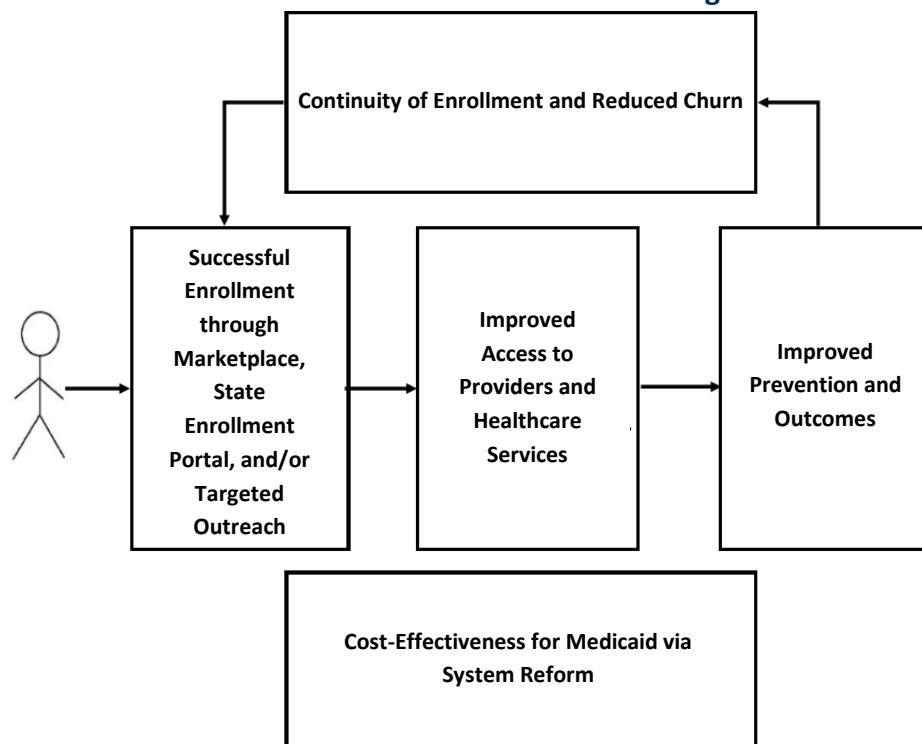 Continuity of Enrollment and Reduced Churn
Successful
Enrollment
through
Marketplace,
State
Enrollment
Portal, and/or
Targeted
Outreach
Improved
Access to
Providers and
Healthcare
Services
Improved
Prevention and
Outcomes
Cost-Effectiveness for Medicaid via
System Reform